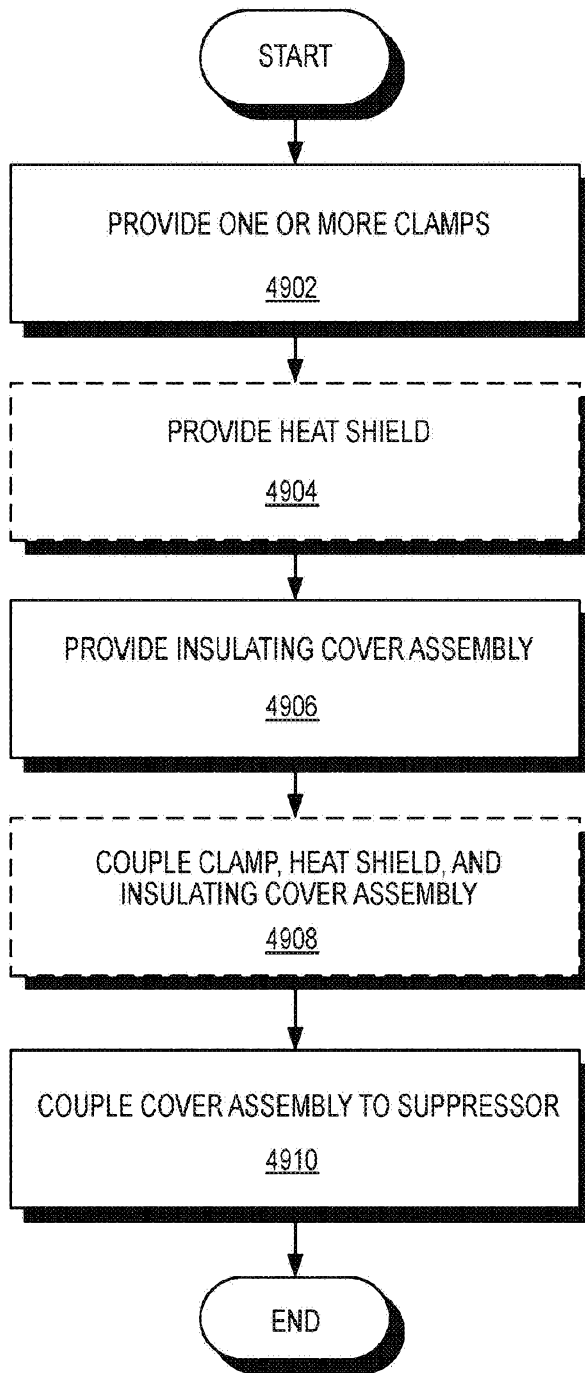 START
PROVIDE ONE OR MORE CLAMPS
4902
PROVIDE HEAT SHIELD
4904
PROVIDE INSULATING COVER ASSEMBLY
4906
COUPLE CLAMP, HEAT SHIELD, AND
INSULATING COVER ASSEMBLY
4908
COUPLE COVER ASSEMBLY TO SUPPRESSOR
4910
END